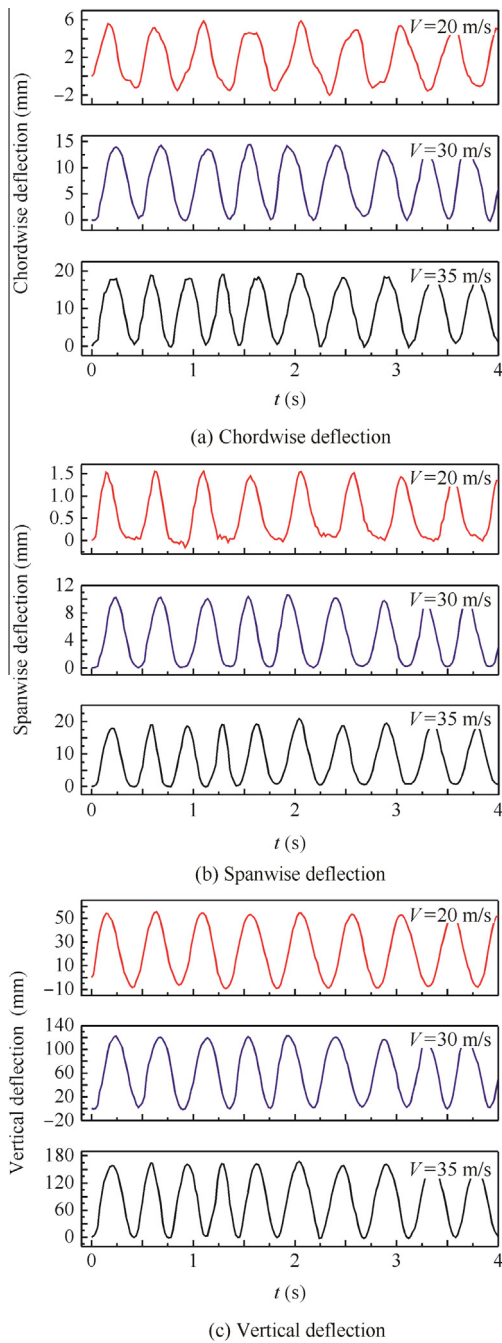 Chordwise deflection (mm)
6
2
−2
V=20 m/s
15
10
5
0
V=30 m/s
20
10
0
V=35 m/s
0 1 2 3 4
t (s)
(a) Chordwise deflection
Spanwise deflection (mm)
1.5
1.0
0.5
0
V=20 m/s
12
8
4
0
V=30 m/s
20
10
0
V=35 m/s
0 1 2 3 4
t (s)
(b) Spanwise deflection
Vertical deflection (mm)
50
30
10
−10
V=20 m/s
140
100
60
20
−20
V=30 m/s
180
120
60
0
V=35 m/s
0 1 2 3 4
t (s)
(c) Vertical deflection